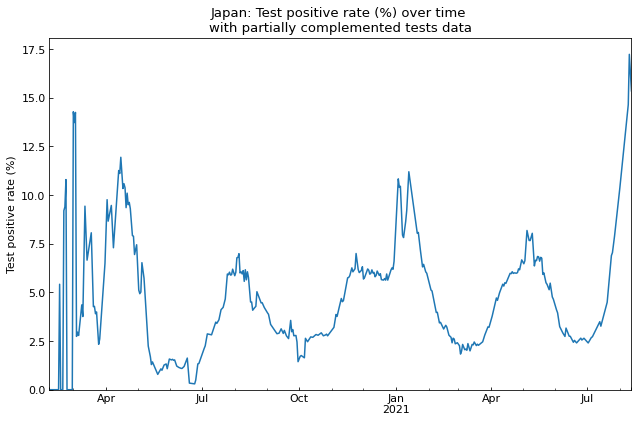 Japan: Test positive rate (%) over time
with partially complemented tests data
Test positive rate (%)
17.5
15.0
12.5
10.0
7.5
5.0
2.5
0.0
Apr
Jul
Oct
Jan
2021
Apr
Jul